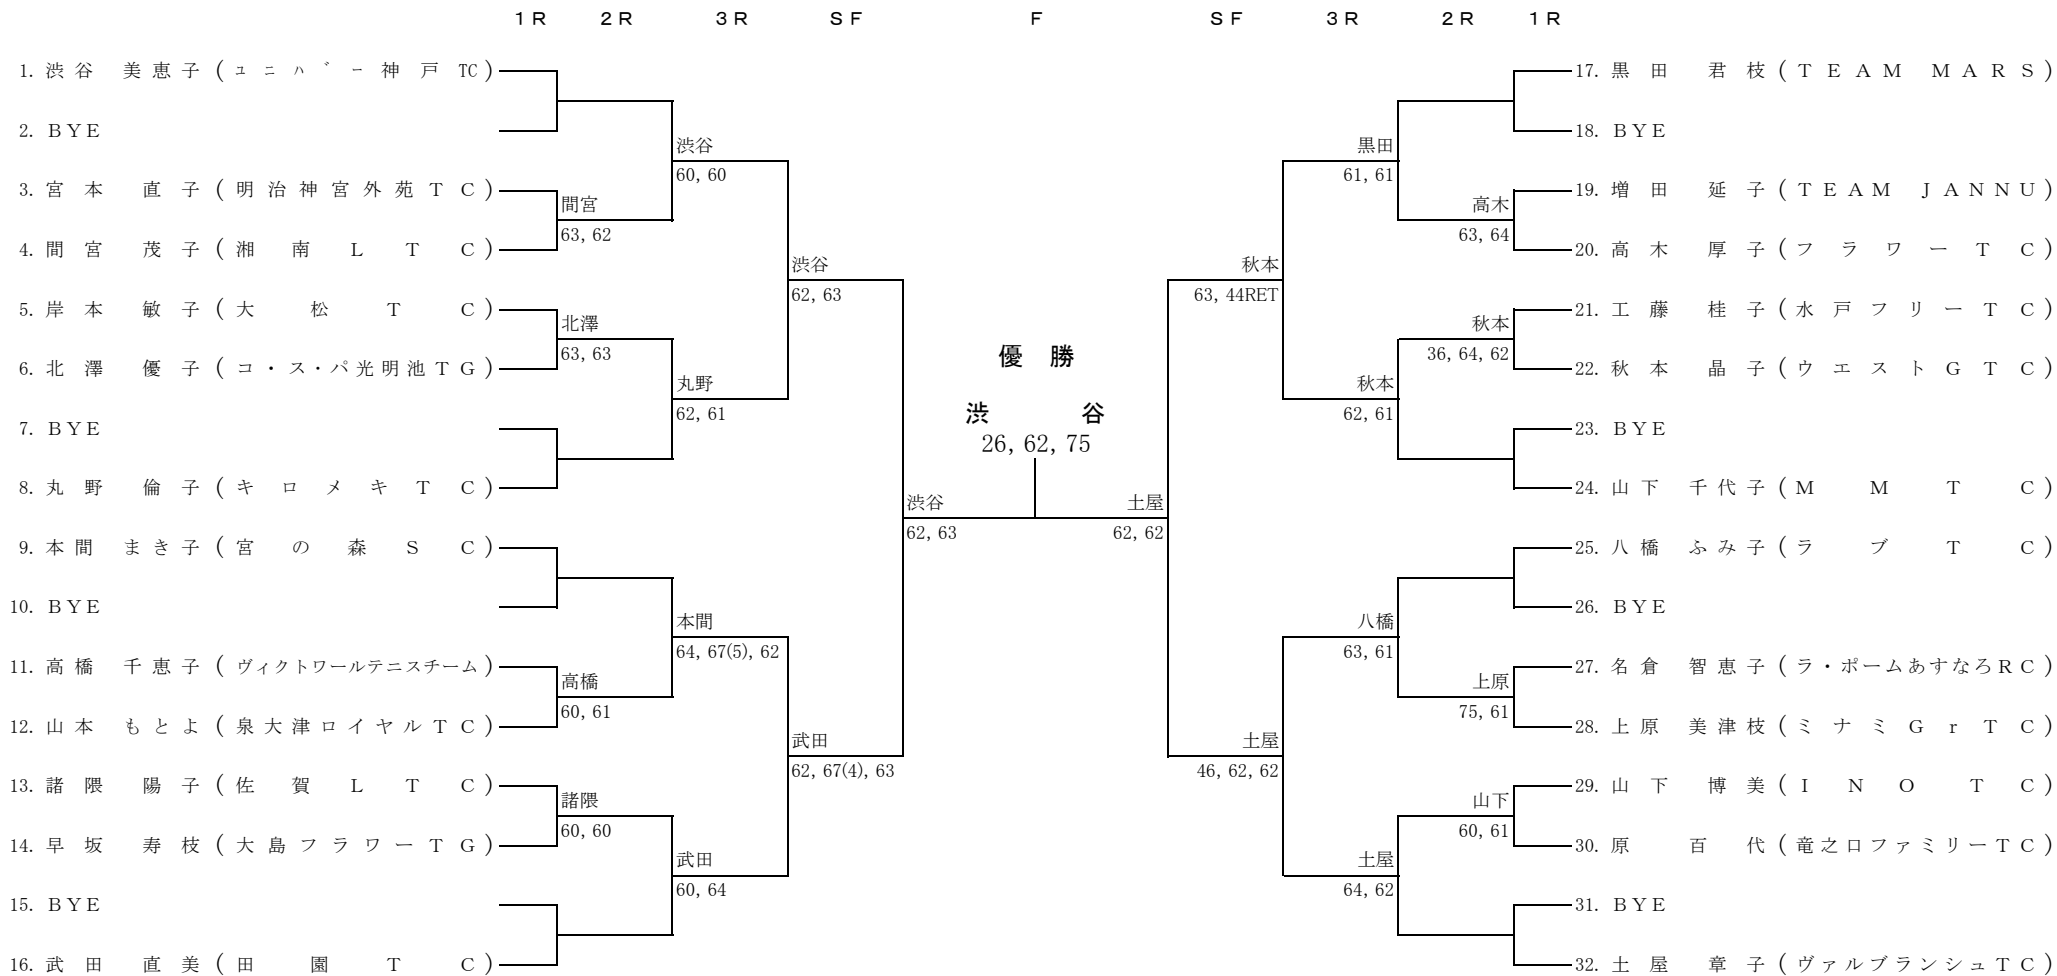 1R 2R 3R SF F SF 3R 2R 1R
1. 渋谷 美恵子 (ユニバー神戸TC)
2. BYE
渋谷
60, 60
3. 宮本 直子 (明治神宮外苑TC)
間宮
63, 62
4. 間宮 茂子 (湘南LTC)
渋谷
62, 63
5. 岸本 敏子 (大松TC)
北澤
63, 63
6. 北澤 優子 (コ・ス・パ光明池TG)
丸野
62, 61
7. BYE
8. 丸野 倫子 (キロメキTC)
渋谷
62, 63
9. 本間 まき子 (宮の森SC)
10. BYE
本間
64, 67(5), 62
11. 高橋 千恵子 (ヴィクトワールテニスチーム)
高橋
60, 61
12. 山本 もとよ (泉大津ロイヤルTC)
武田
62, 67(4), 63
13. 諸隈 陽子 (佐賀LTC)
諸隈
60, 60
14. 早坂 寿枝 (大島フラワーTG)
武田
60, 64
15. BYE
16. 武田 直美 (田園TC)
優 勝
渋 谷
26, 62, 75
17. 黒田 君枝 (TEAM MARS)
18. BYE
黒田
61, 61
19. 増田 延子 (TEAM JANNU)
高木
63, 64
20. 高木 厚子 (フラワーTC)
秋本
63, 44RET
21. 工藤 桂子 (水戸フリーTC)
秋本
36, 64, 62
22. 秋本 晶子 (ウエストGTC)
秋本
62, 61
23. BYE
24. 山下 千代子 (MMTC)
土屋
62, 62
25. 八橋 ふみ子 (ラブTC)
26. BYE
八橋
63, 61
27. 名倉 智恵子 (ラ・ポームあすなろRC)
上原
75, 61
28. 上原 美津枝 (ミナミGrTC)
土屋
46, 62, 62
29. 山下 博美 (INO TC)
山下
60, 61
30. 原 百代 (竜之口ファミリーTC)
土屋
64, 62
31. BYE
32. 土屋 章子 (ヴァルブランシュTC)